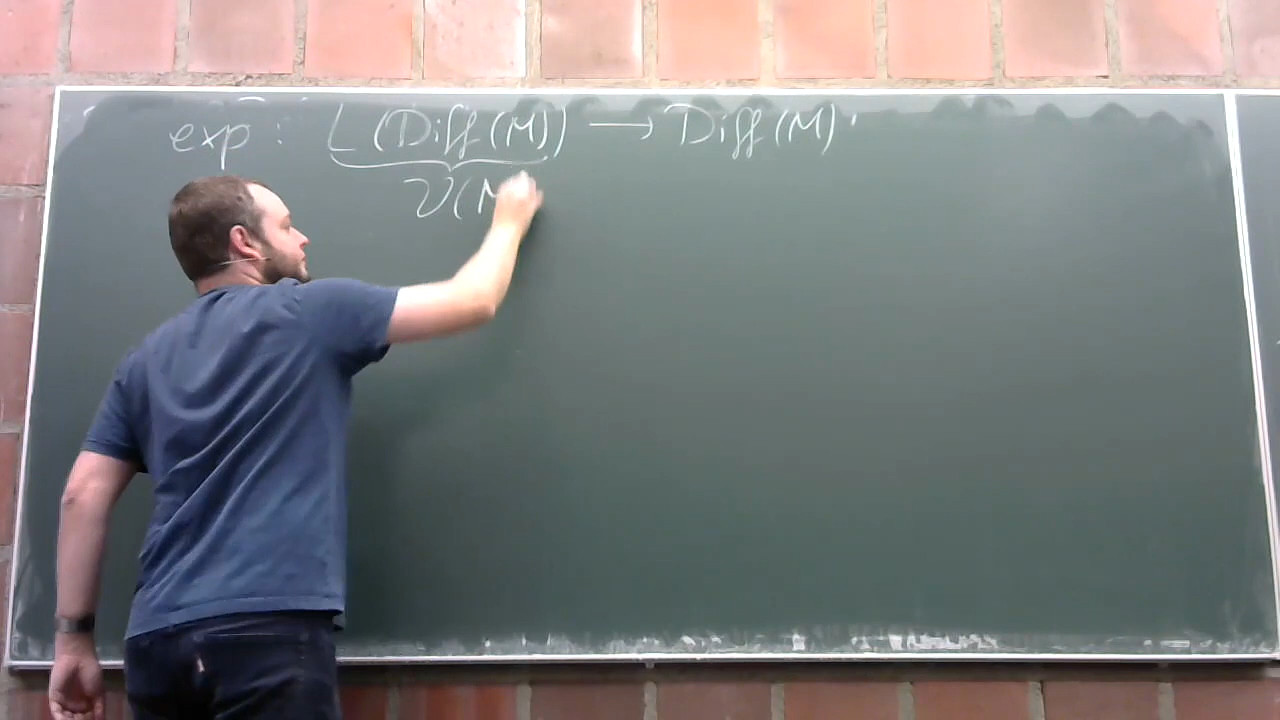 exp : L (Diff(M)) ⟶ Diff(M)
𝒱(M